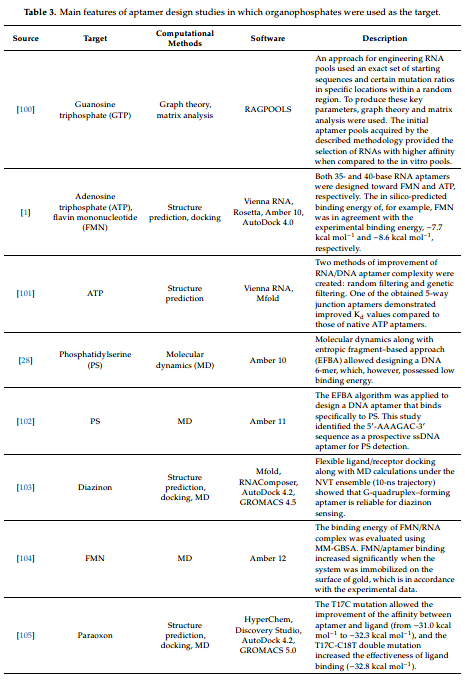 Table 3. Main features of aptamer design studies in which organophosphates were used as the target.
Source Target Computational Methods Software Description
[100] Guanosine triphosphate (GTP) Graph theory, matrix analysis RAGPOOLS
An approach for engineering RNA
pools used an exact set of starting
sequences and certain mutation ratios
in specific locations within a random
region. To produce these key
parameters, graph theory and matrix
analysis were used. The initial
aptamer pools acquired by the
described methodology provided the
selection of RNAs with higher affinity
when compared to the in vitro pools.
[1]
Adenosine
triphosphate (ATP),
flavin mononucleotide
(FMN)
Structure
prediction, docking
Vienna RNA,
Rosetta, Amber 10,
AutoDock 4.0
Both 35- and 40-base RNA aptamers
were designed toward FMN and ATP,
respectively. The in silico-predicted
binding energy of, for example, FMN
was in agreement with the
experimental binding energy, −7.7
kcal mol−1 and −8.6 kcal mol−1,
respectively.
[101]
ATP
Structure
prediction
Vienna RNA,
Mfold
Two methods of improvement of
RNA/DNA aptamer complexity were
created: random filtering and genetic
filtering. One of the obtained 5-way
junction aptamers demonstrated
improved Kd values compared to
those of native ATP aptamers.
[28]
Phosphatidylserine
(PS)
Molecular
dynamics (MD)
Amber 10
Molecular dynamics along with
entropic fragment-based approach
(EFBA) allowed designing a DNA
6-mer, which, however, possessed low
binding energy.
[102]
PS
MD
Amber 11
The EFBA algorithm was applied to
design a DNA aptamer that binds
specifically to PS. This study
identified the 5′-AAAGAC-3′
sequence as a prospective ssDNA
aptamer for PS detection.
[103]
Diazinon
Structure
prediction,
docking, MD
Mfold,
RNAComposer,
AutoDock 4.2,
GROMACS 4.5
Flexible ligand/receptor docking
along with MD calculations under the
NVT ensemble (10-ns trajectory)
showed that G-quadruplex–forming
aptamer is reliable for diazinon
sensing.
[104]
FMN
MD
Amber 12
The binding energy of FMN/RNA
complex was evaluated using
MM-GBSA. FMN/aptamer binding
increased significantly when the
system was immobilized on the
surface of gold, which is in accordance
with the experimental data.
[105]
Paraoxon
Structure
prediction,
docking, MD
HyperChem,
Discovery Studio,
AutoDock 4.2,
GROMACS 5.0
The T17C mutation allowed the
improvement of the affinity between
aptamer and ligand (from −31.0 kcal
mol−1 to −32.3 kcal mol−1), and the
T17C-C18T double mutation
increased the effectiveness of ligand
binding (−32.8 kcal mol−1).